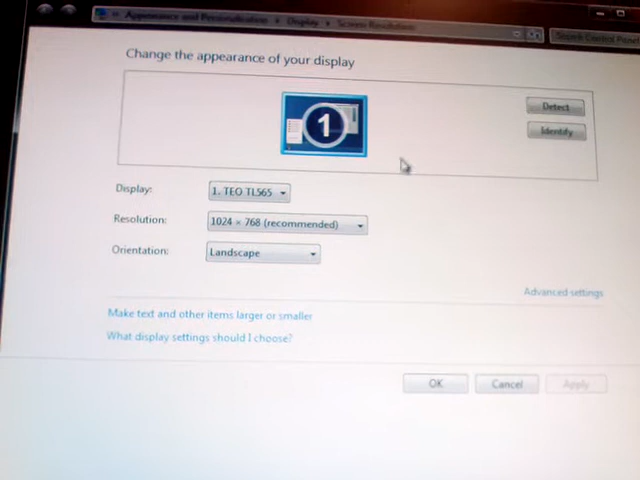 Appearance and Personalization Display Screen Resolution
Search Control Panel
Change the appearance of your display
1
Detect
Identify
Display: 1. TEO TL565
Resolution: 1024 × 768 (recommended)
Orientation: Landscape
Advanced settings
Make text and other items larger or smaller
What display settings should I choose?
OK Cancel Apply